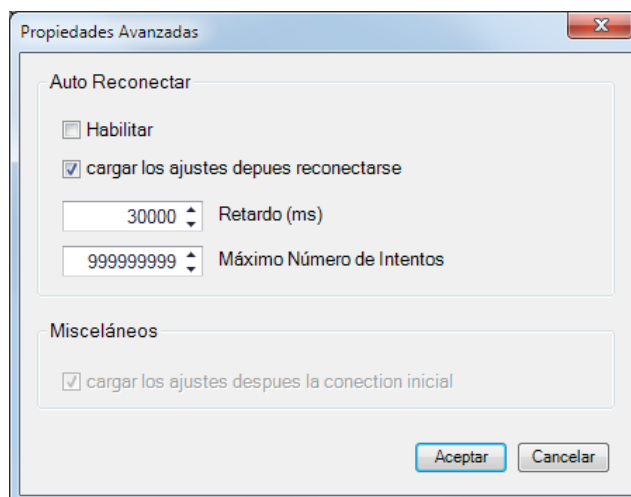 Propiedades Avanzadas
Auto Reconectar
Habilitar
cargar los ajustes depues reconectarse
30000 Retardo (ms)
999999999 Máximo Número de Intentos
Misceláneos
cargar los ajustes despues la conection inicial
Aceptar Cancelar